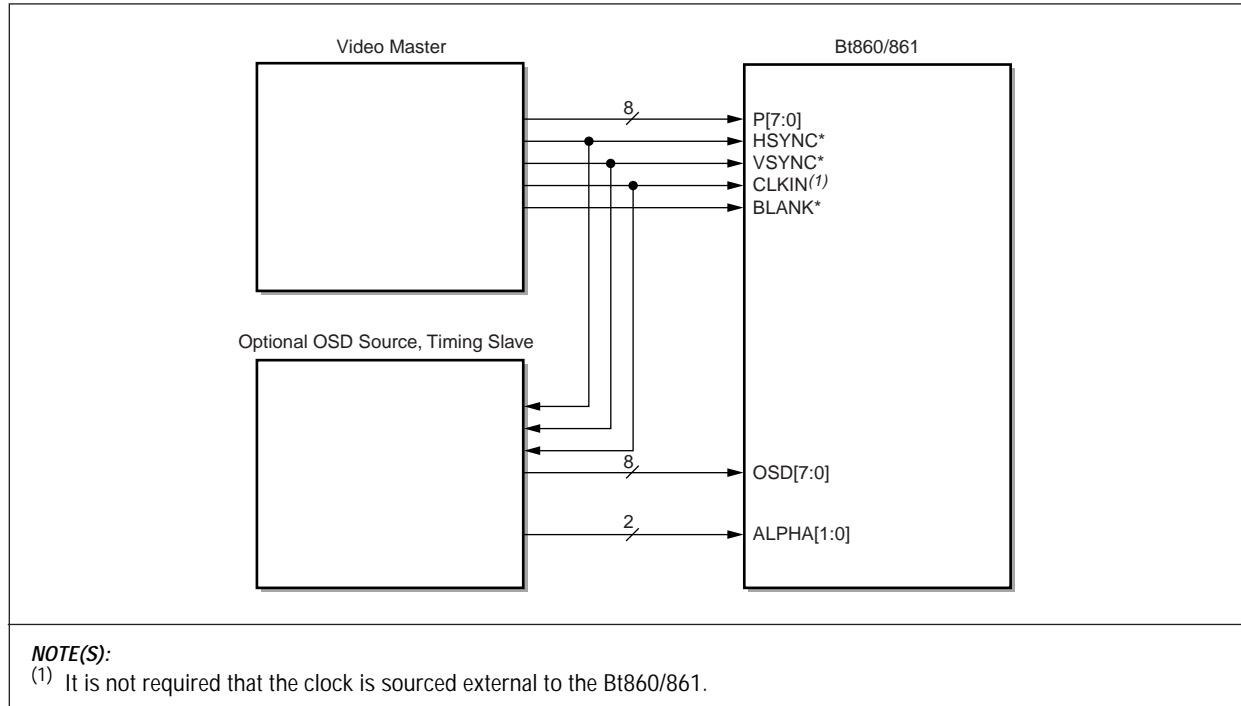 Video Master
Bt860/861
8
P[7:0]
HSYNC*
VSYNC*
CLKIN(1)
BLANK*
Optional OSD Source, Timing Slave
8
OSD[7:0]
2
ALPHA[1:0]
NOTE(S):
(1) It is not required that the clock is sourced external to the Bt860/861.